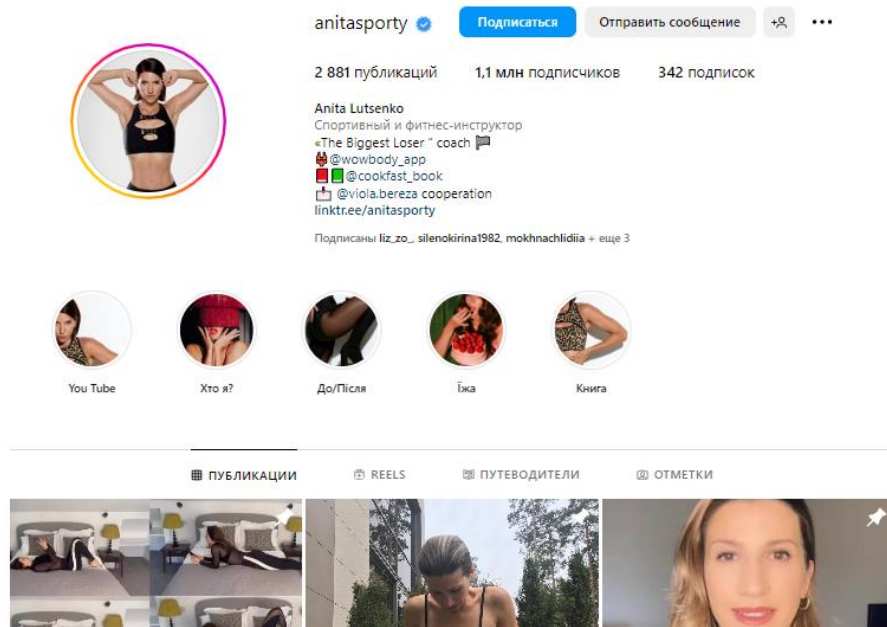 anitasporty Подписаться Отправить сообщение
2 881 публикаций 1,1 млн подписчиков 342 подписок
Anita Lutsenko
Спортивный и фитнес-инструктор
«The Biggest Loser " coach
@wowbody_app
@cookfast_book
@viola.bereza cooperation
linktr.ee/anitasporty
Подписаны liz_zo_, silenokirina1982, mokhnachlidiia + еще 3
You Tube Хто я? До/Після Їжа Книга
ПУБЛИКАЦИИ REELS ПУТЕВОДИТЕЛИ ОТМЕТКИ